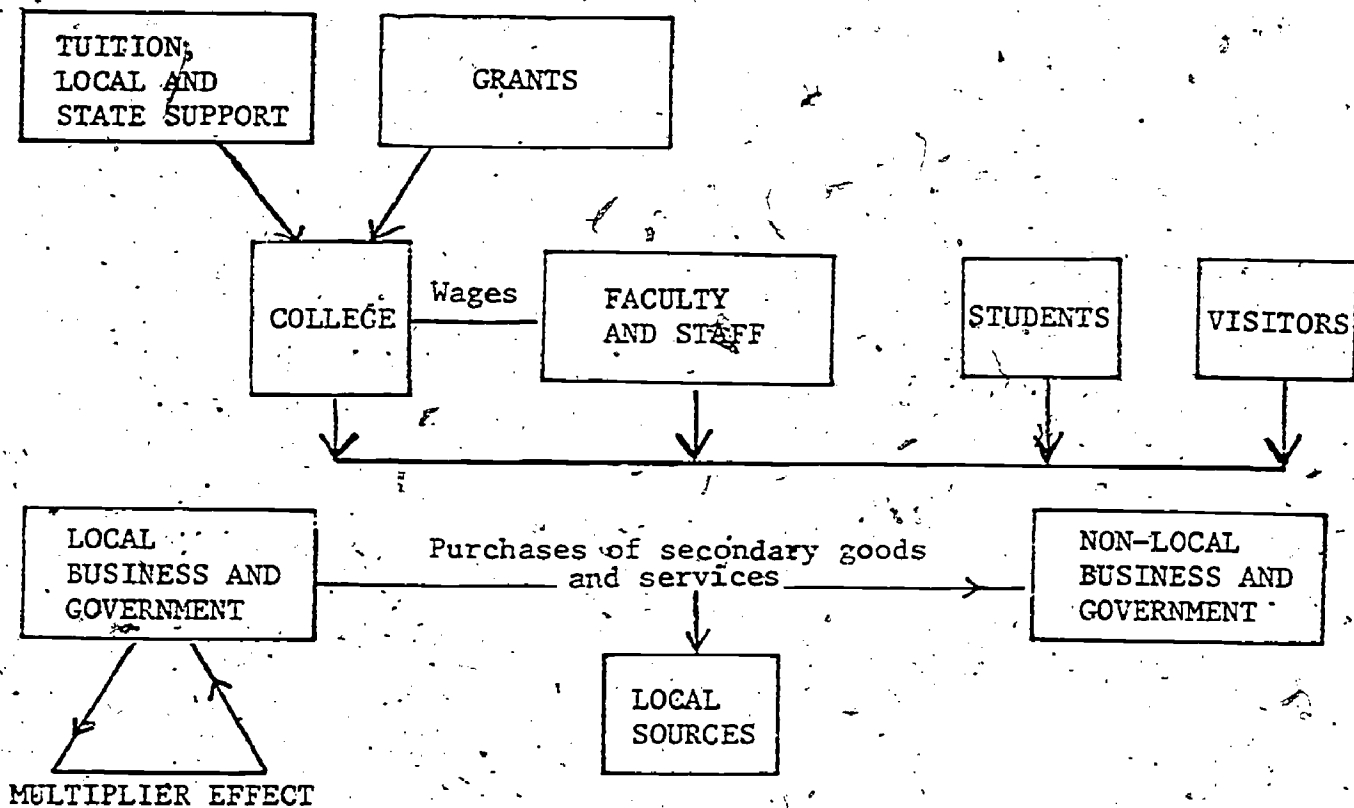 TUITION,
LOCAL AND
STATE SUPPORT
GRANTS
COLLEGE
Wages
FACULTY
AND STAFF
STUDENTS
VISITORS
LOCAL
BUSINESS AND
GOVERNMENT
Purchases of secondary goods
and services
NON-LOCAL
BUSINESS AND
GOVERNMENT
LOCAL
SOURCES
MULTIPLIER EFFECT